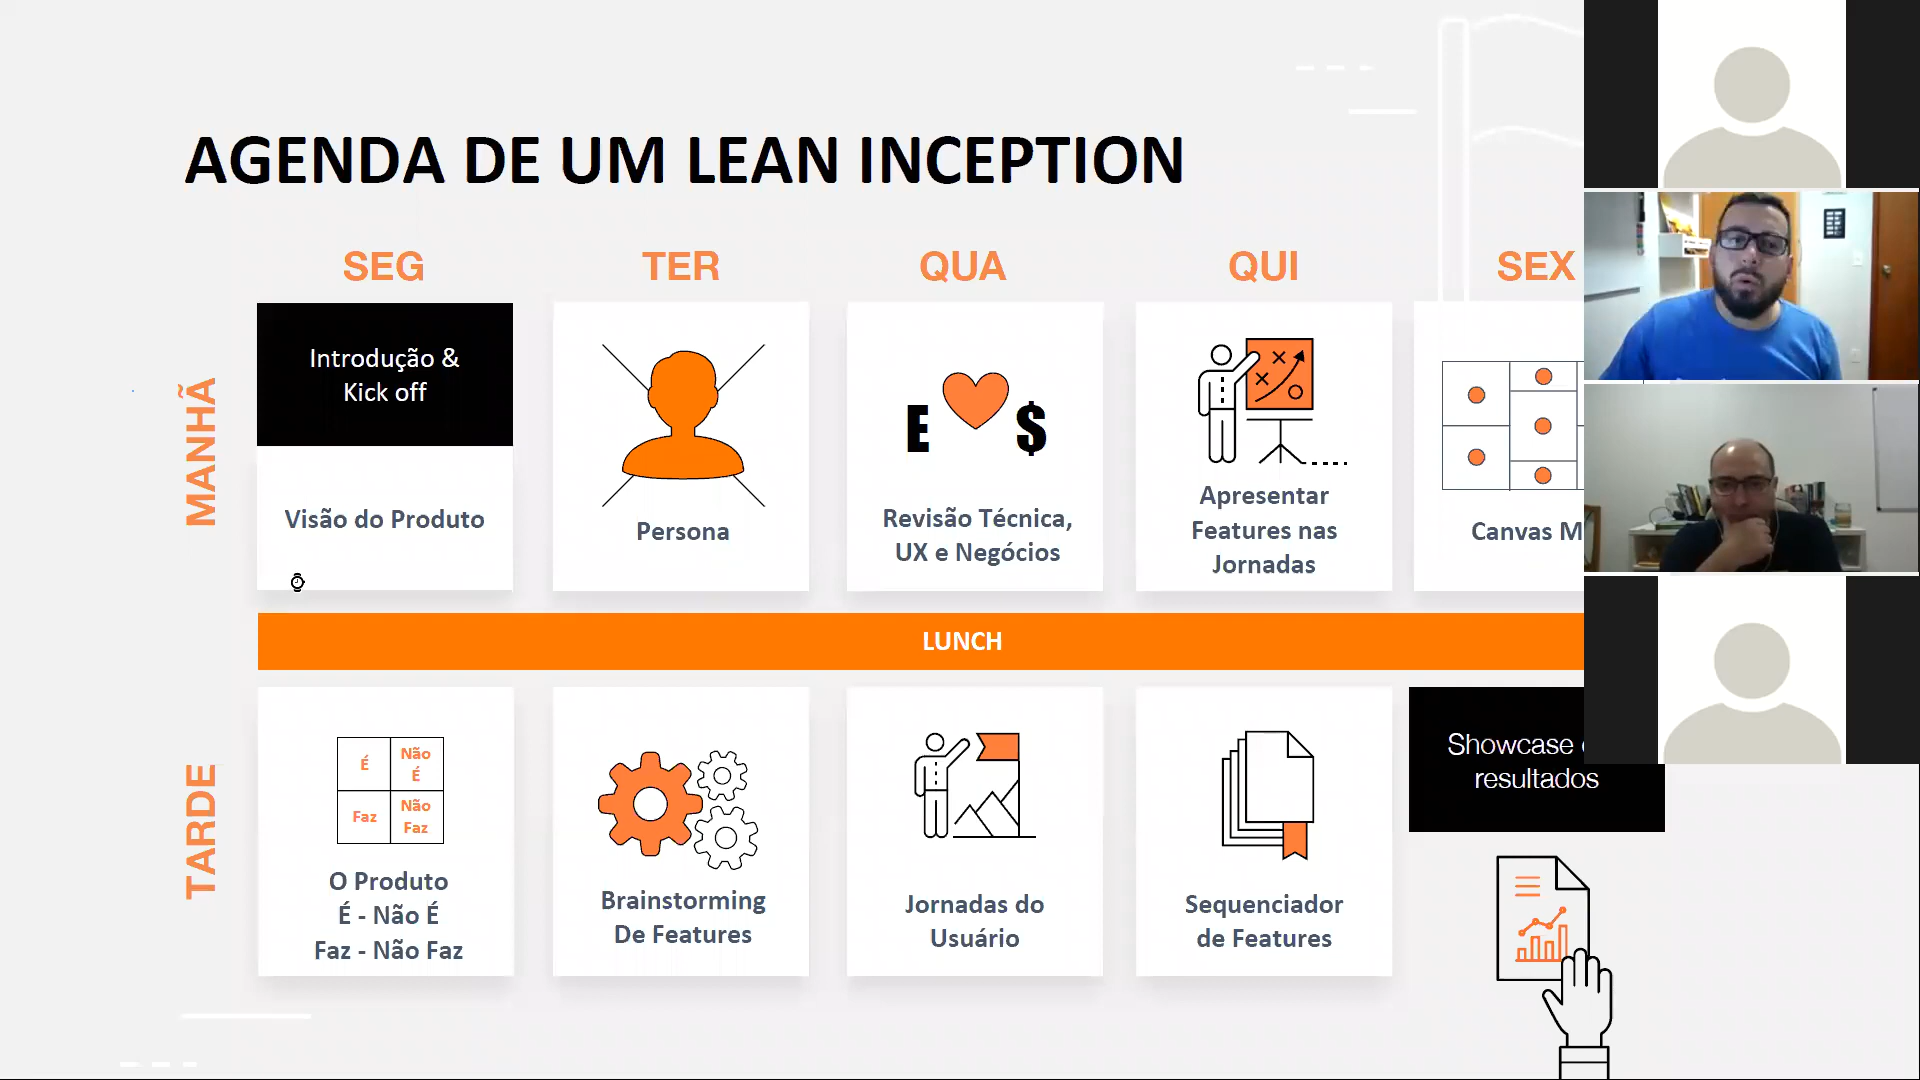 AGENDA DE UM LEAN INCEPTION
SEG
TER
QUA
QUI
SEX
MANHÃ
Introdução &
Kick off
Visão do Produto
Persona
E $
Revisão Técnica,
UX e Negócios
Apresentar
Features nas
Jornadas
Canvas M
LUNCH
TARDE
É
Não
É
Faz
Não
Faz
O Produto
É - Não É
Faz - Não Faz
Brainstorming
De Features
Jornadas do
Usuário
Sequenciador
de Features
Showcase
resultados